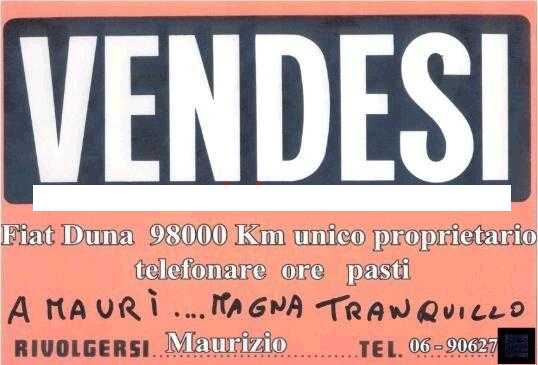 VENDESI
Fiat Duna 98000 Km unico proprietario
telefonare ore pasti
A MAURÌ .... MAGNA TRANQUILLO
RIVOLGERSI Maurizio TEL. 06 - 90627